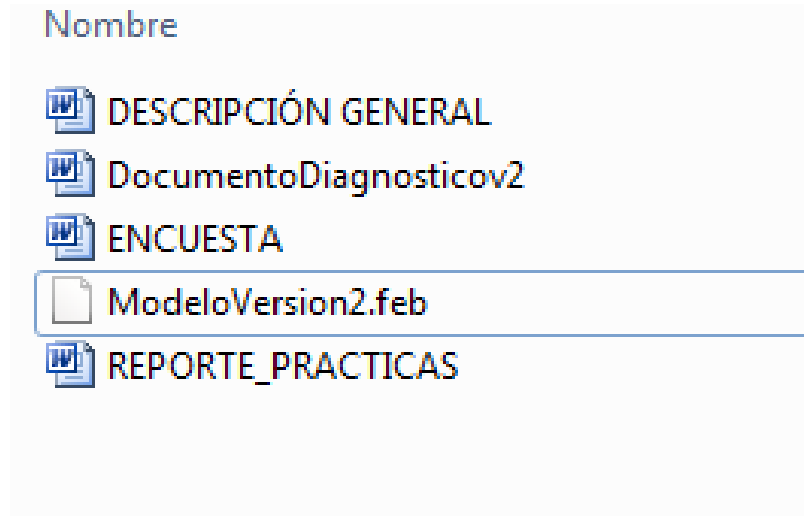 Nombre
DESCRIPCIÓN GENERAL
DocumentoDiagnosticov2
ENCUESTA
ModeloVersion2.feb
REPORTE_PRACTICAS